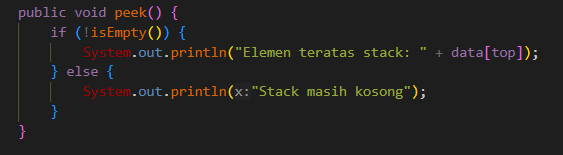 public void peek() {
    if (!isEmpty()) {
        System.out.println("Elemen teratas stack: " + data[top]);
    } else {
        System.out.println(x:"Stack masih kosong");
    }
}